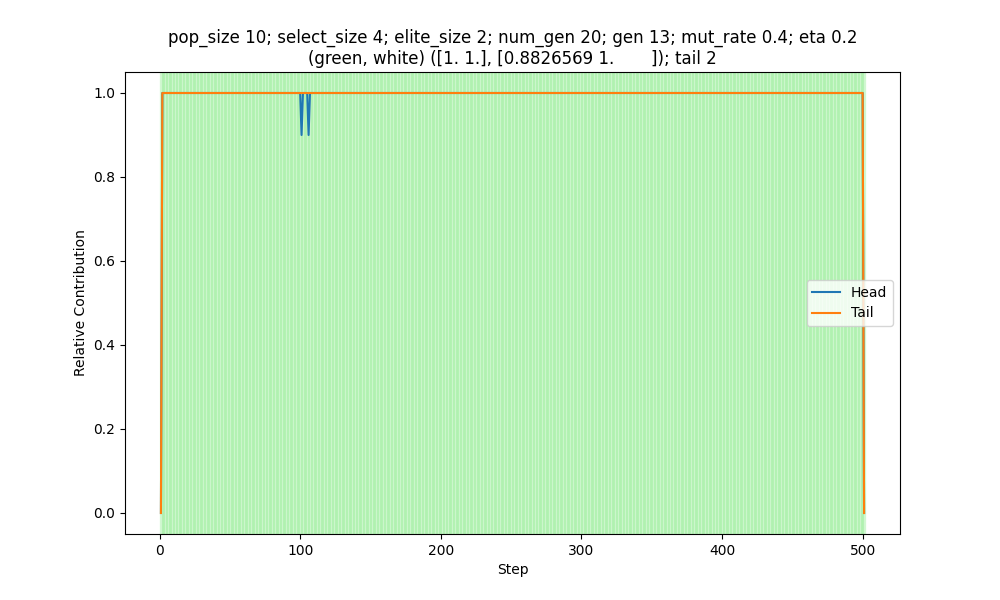 pop_size 10; select_size 4; elite_size 2; num_gen 20; gen 13; mut_rate 0.4; eta 0.2
(green, white) ([1. 1.], [0.8826569 1.        ]); tail 2
1.0
0.8
0.6
0.4
0.2
0.0
Relative Contribution
Head
Tail
0
100
200
300
400
500
Step